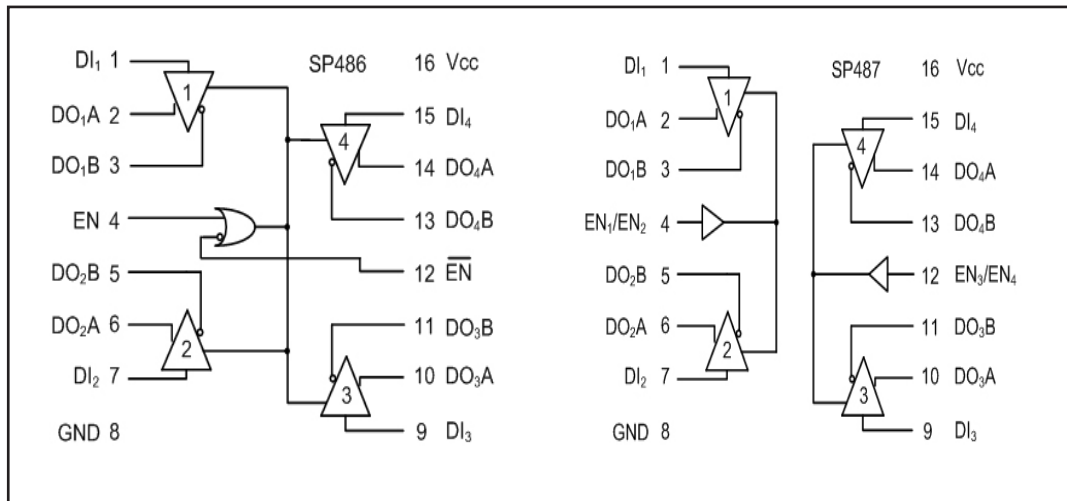 DI₁ 1
SP486
16 Vcc
1
DO₁A 2
15 DI₄
4
DO₁B 3
14 DO₄A
EN 4
13 DO₄B
DO₂B 5
12 E̅N̅
DO₂A 6
11 DO₃B
2
DI₂ 7
10 DO₃A
3
GND 8
9 DI₃
DI₁ 1
SP487
16 Vcc
1
DO₁A 2
15 DI₄
4
DO₁B 3
14 DO₄A
EN₁/EN₂ 4
13 DO₄B
DO₂B 5
12 EN₃/EN₄
DO₂A 6
11 DO₃B
2
DI₂ 7
10 DO₃A
3
GND 8
9 DI₃